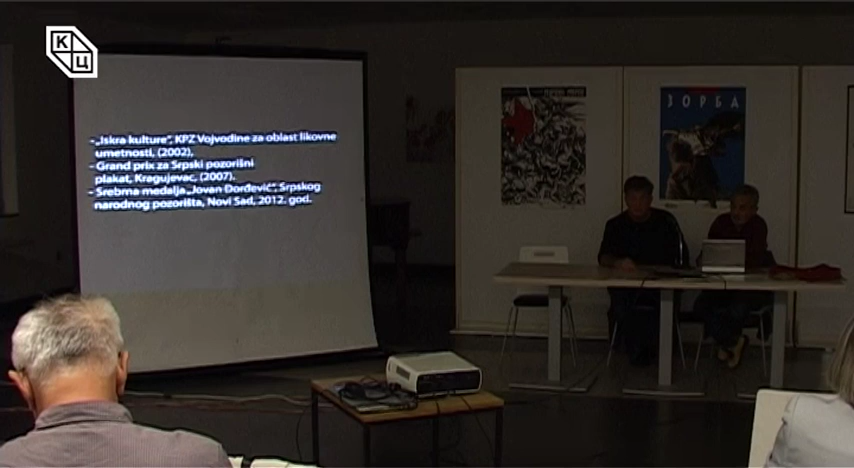 КЦ
- „Iskra kulture", KPZ Vojvodine za oblast likovne
umetnosti, (2002),
- Grand prix za Srpski pozorišni
plakat, Kragujevac, (2007).
- Srebrna medalja „Jovan Đorđević", Srpskog
narodnog pozorišta, Novi Sad, 2012. god.
ЗОРБА